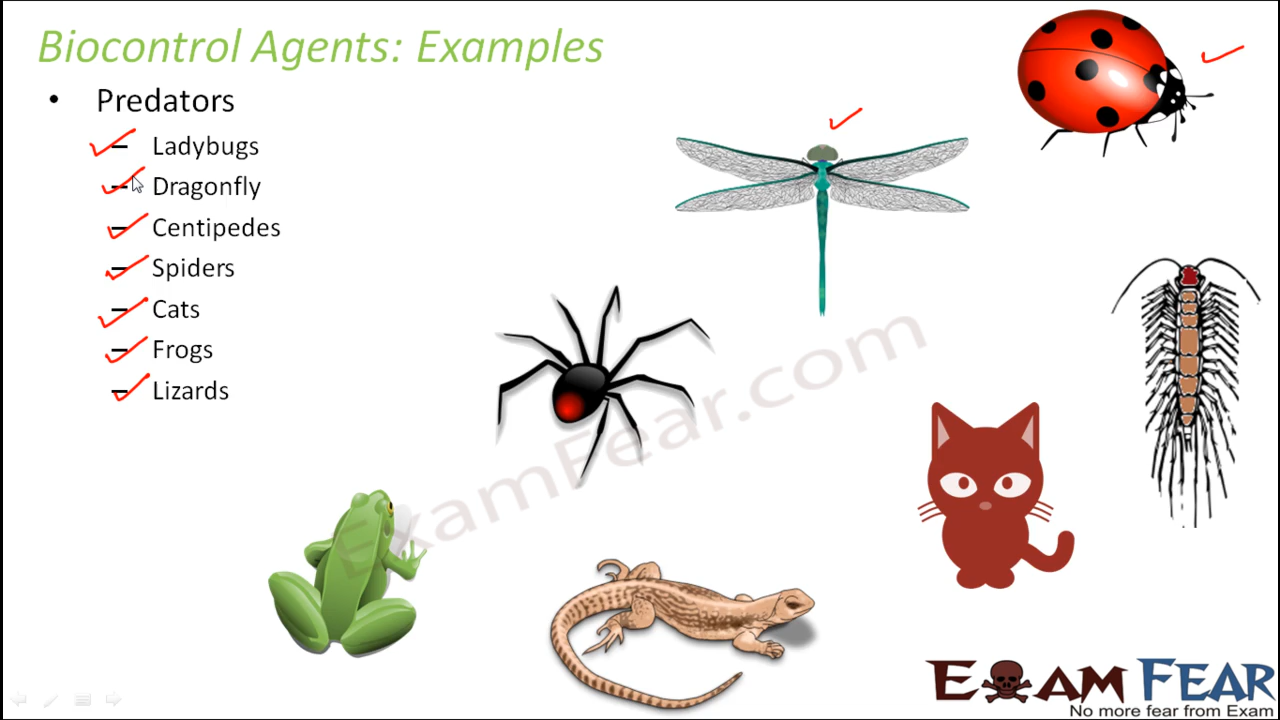 Biocontrol Agents: Examples
• Predators
– Ladybugs
– Dragonfly
– Centipedes
– Spiders
– Cats
– Frogs
– Lizards
ExamFear.com
EXAM FEAR
No more fear from Exam